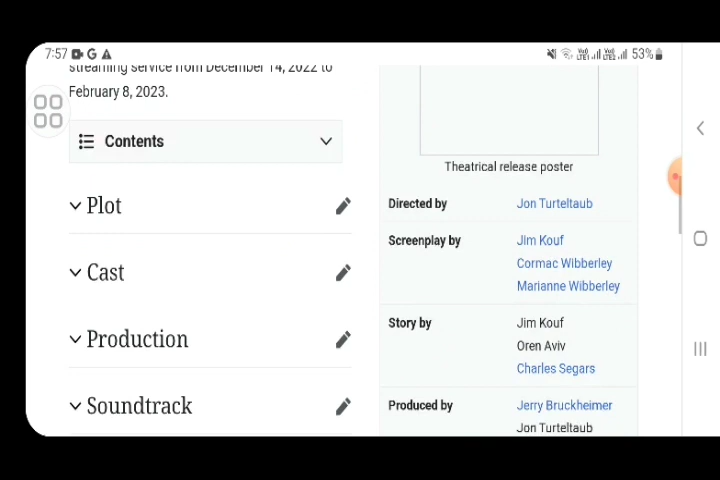 7:57
53%
streaming service from December 14, 2022 to
February 8, 2023.
Contents
Plot
Cast
Production
Soundtrack
Theatrical release poster
Directed by Jon Turteltaub
Screenplay by Jim Kouf
Cormac Wibberley
Marianne Wibberley
Story by Jim Kouf
Oren Aviv
Charles Segars
Produced by Jerry Bruckheimer
Jon Turteltaub